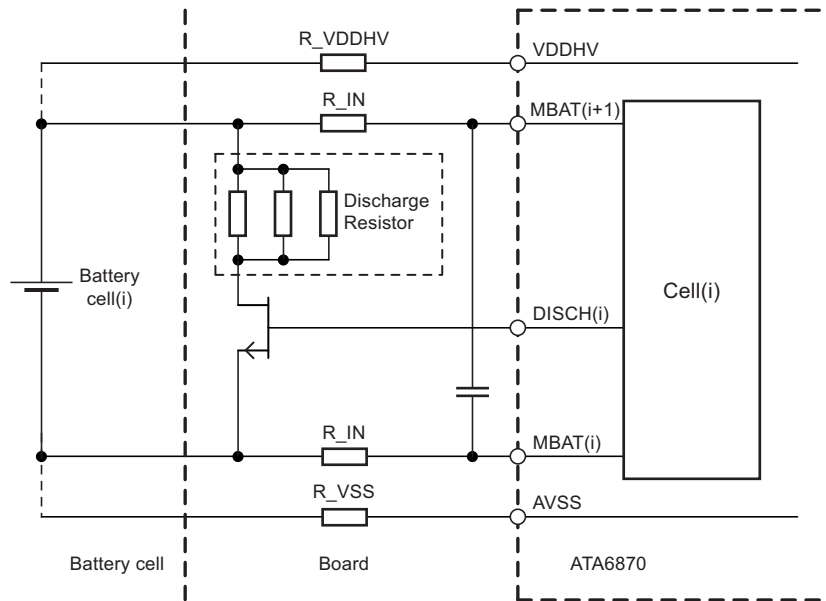 R_VDDHV
VDDHV
R_IN
MBAT(i+1)
Discharge
Resistor
Battery
cell(i)
Cell(i)
DISCH(i)
R_IN
MBAT(i)
R_VSS
AVSS
Battery cell
Board
ATA6870